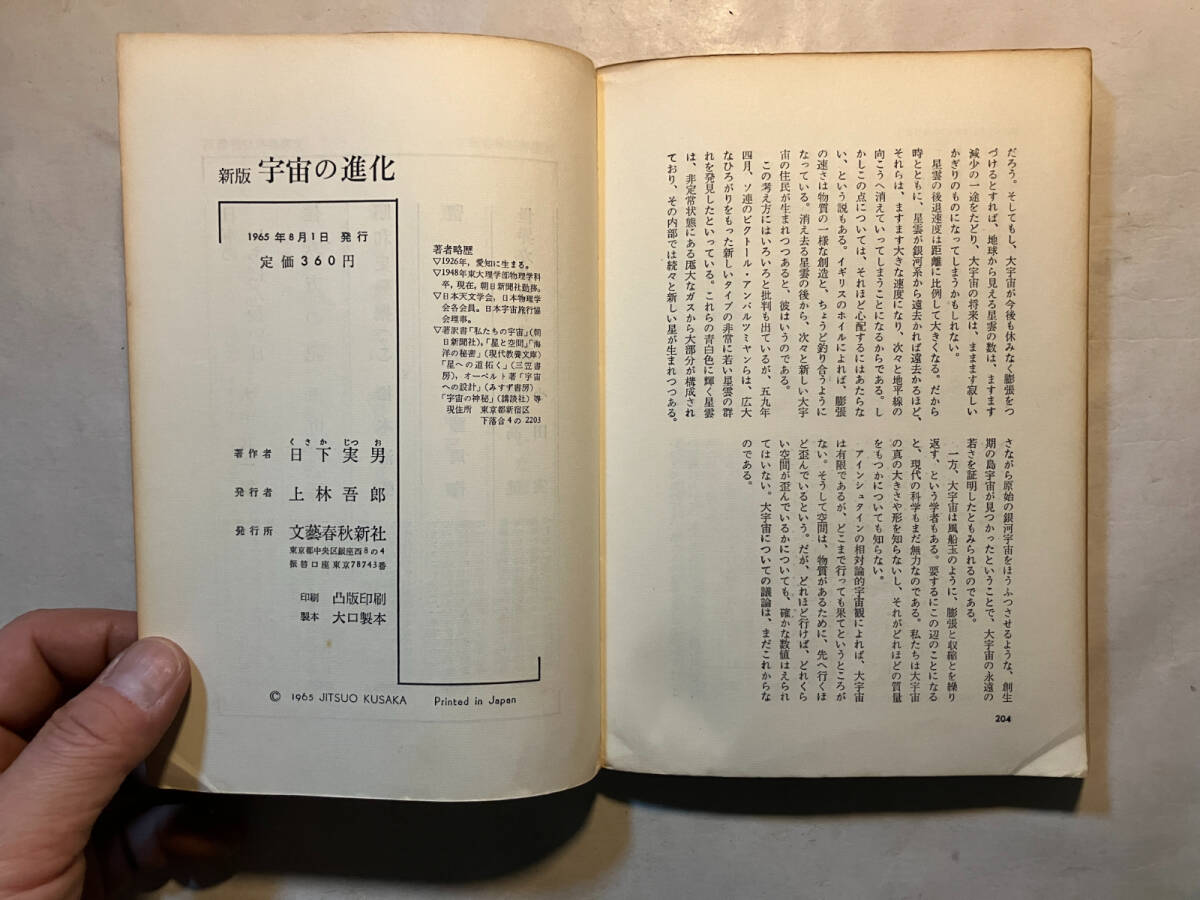 だろう。そしてもし、大宇宙が今後も休みなく膨張をつ
づけるとすれば、地球から見える星雲の数は、ますます
減少の一途をたどり、大宇宙の将来は、まます寂しい
かぎりのものになってしまうかもしれない。
星雲の後退速度は距離に比例して大きくなる。だから
時とともに、星雲が銀河系から遠去かれば遠去かるほど、
それらは、ますます大きな速度になり、次々と地平線の
向こうへ消えていってしまうことになるからである。し
かしこの点については、それほど心配するにはあたらな
い、という説もある。イギリスのホイルによれば、膨張
の速さは物質の一様な創造と、ちょうど釣り合うように
なっている。消え去る星雲の後から、次々と新しい大宇
宙の住民が生まれつつあると、彼はいうのである。
この考え方にはいろいろと批判も出ているが、五九年
四月、ソ連のビクトール・アンバルツミヤンらは、広大
なひろがりをもった新しいタイプの非常に若い星雲の群
れを発見したといっている。これらの青白色に輝く星雲
は、非定常状態にある厖大なガスから大部分が構成され
ており、その内部では続々と新しい星が生まれつつある。
さながら原始の銀河宇宙をほうふつさせるような、創生
期の島宇宙が見つかったということで、大宇宙の永遠の
若さを証明したともみられるのである。
一方、大宇宙は風船玉のように、膨張と収縮とを繰り
返す、という学者もある。要するにこの辺のことになる
と、現代の科学もまだ無力なのである。私たちは大宇宙
の真の大きさや形を知らないし、それがどれほどの質量
をもつかについても知らない。
アインシュタインの相対論的宇宙観によれば、大宇宙
は有限であるが、どこまで行っても果てというところが
ない。そうして空間は、物質があるために、先へ行くほ
ど歪んでいるという。だが、どれほど行けば、どれくら
い空間が歪んでいるかについても、確かな数値はえられ
てはいない。大宇宙についての議論は、まだこれからな
のである。
204
新版 宇宙の進化
1965年8月1日 発行
定価360円
著者略歴
▽1926年,愛知に生まる。
▽1948年東大理学部物理学科
卒,現在,朝日新聞社勤務。
▽日本天文学会,日本物理学
会各会員。日本宇宙旅行協
会理事。
▽著訳書「私たちの宇宙」(朝
日新聞社),「星と空間」「海
洋の秘密」(現代教養文庫)
「星への道拓く」(三笠書
房),オーベルト著「宇宙
への設計」(みすず書房)
「宇宙の神秘」(講談社)等
現住所 東京都新宿区
下落合4の2203
くさか じつお
著作者 日下実男
発行者 上林吾郎
発行所 文藝春秋新社
東京都中央区銀座西8の4
振替口座東京78743番
印刷 凸版印刷
製本 大口製本
© 1965 JITSUO KUSAKA Printed in Japan